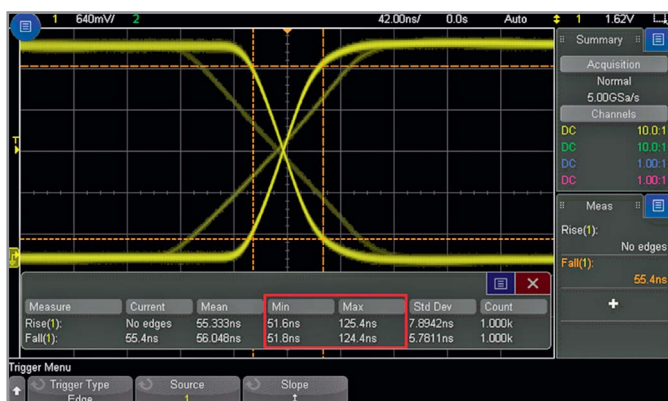 1 640mV/ 2 42.00ns/ 0.0s Auto 1 1.62V
Summary
Acquisition
Normal
5.00GSa/s
Channels
DC 10.0:1
DC 10.0:1
DC 1.00:1
DC 1.00:1
T
Meas
Rise(1):
No edges
Fall(1):
55.4ns
+
Measure Current Mean Min Max Std Dev Count
Rise(1): No edges 55.333ns 51.6ns 125.4ns 7.8942ns 1.000k
Fall(1): 55.4ns 56.048ns 51.8ns 124.4ns 5.7811ns 1.000k
Trigger Menu
Trigger Type Source Slope
Edge 1